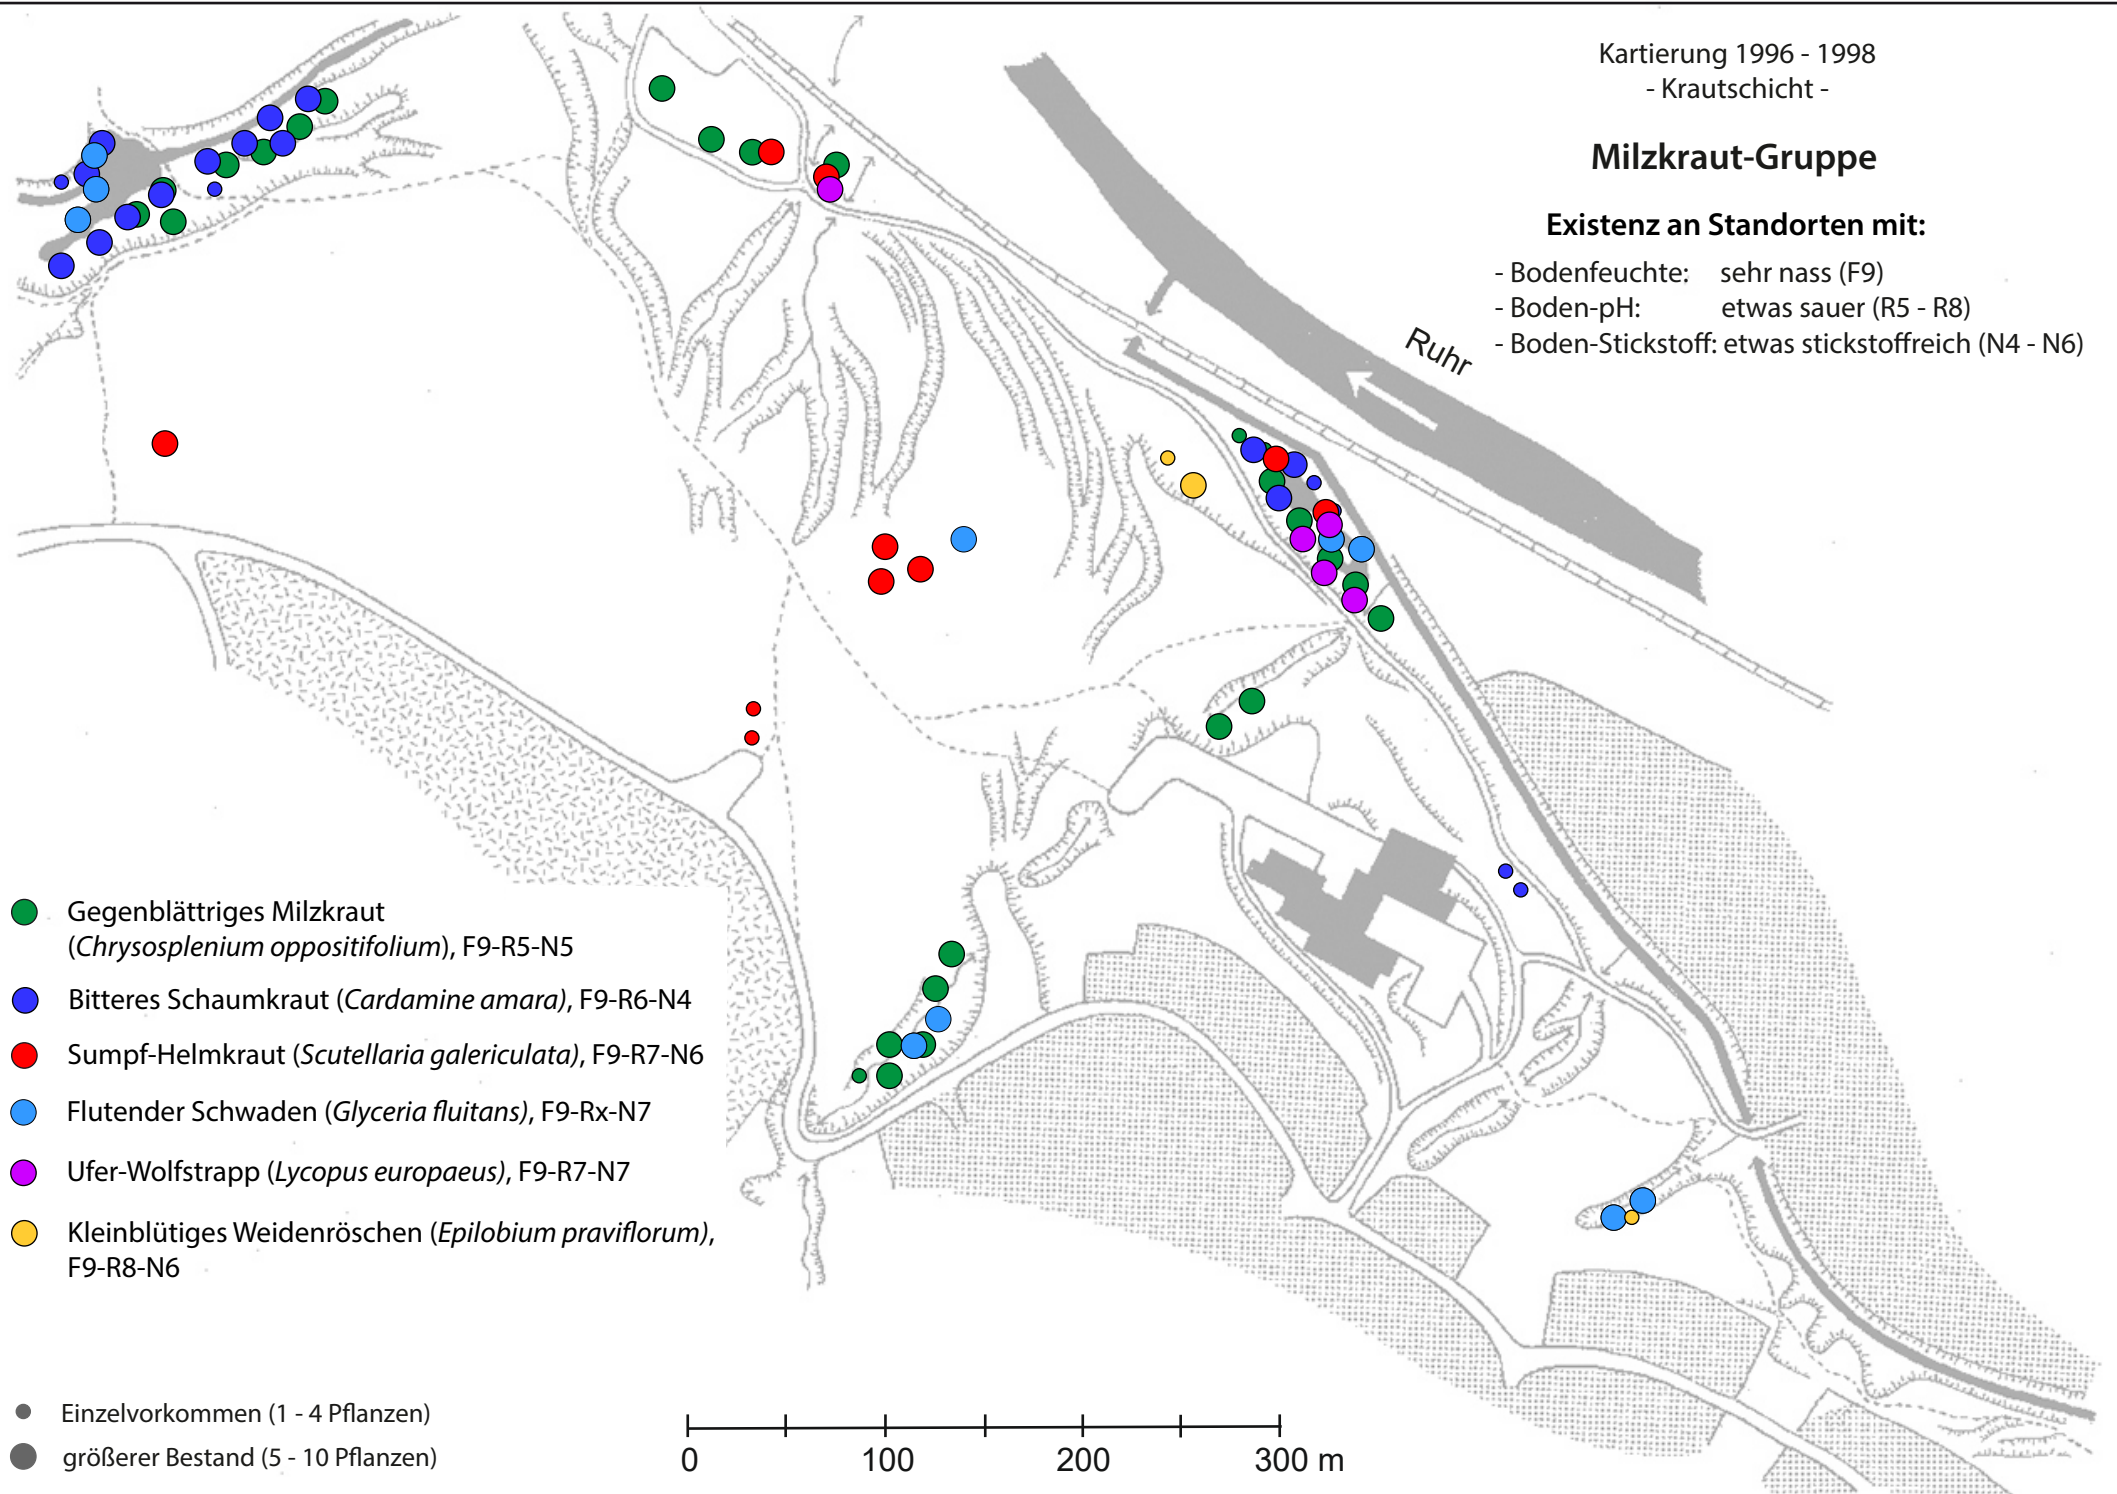 Kartierung 1996 - 1998
- Krautschicht -
Milzkraut-Gruppe
Existenz an Standorten mit:
- Bodenfeuchte: sehr nass (F9)
- Boden-pH: etwas sauer (R5 - R8)
- Boden-Stickstoff: etwas stickstoffreich (N4 - N6)
Ruhr
Gegenblättriges Milzkraut
(Chrysosplenium oppositifolium), F9-R5-N5
Bitteres Schaumkraut (Cardamine amara), F9-R6-N4
Sumpf-Helmkraut (Scutellaria galericulata), F9-R7-N6
Flutender Schwaden (Glyceria fluitans), F9-Rx-N7
Ufer-Wolfstrapp (Lycopus europaeus), F9-R7-N7
Kleinblütiges Weidenröschen (Epilobium praviflorum),
F9-R8-N6
Einzelvorkommen (1 - 4 Pflanzen)
größerer Bestand (5 - 10 Pflanzen)
0 100 200 300 m